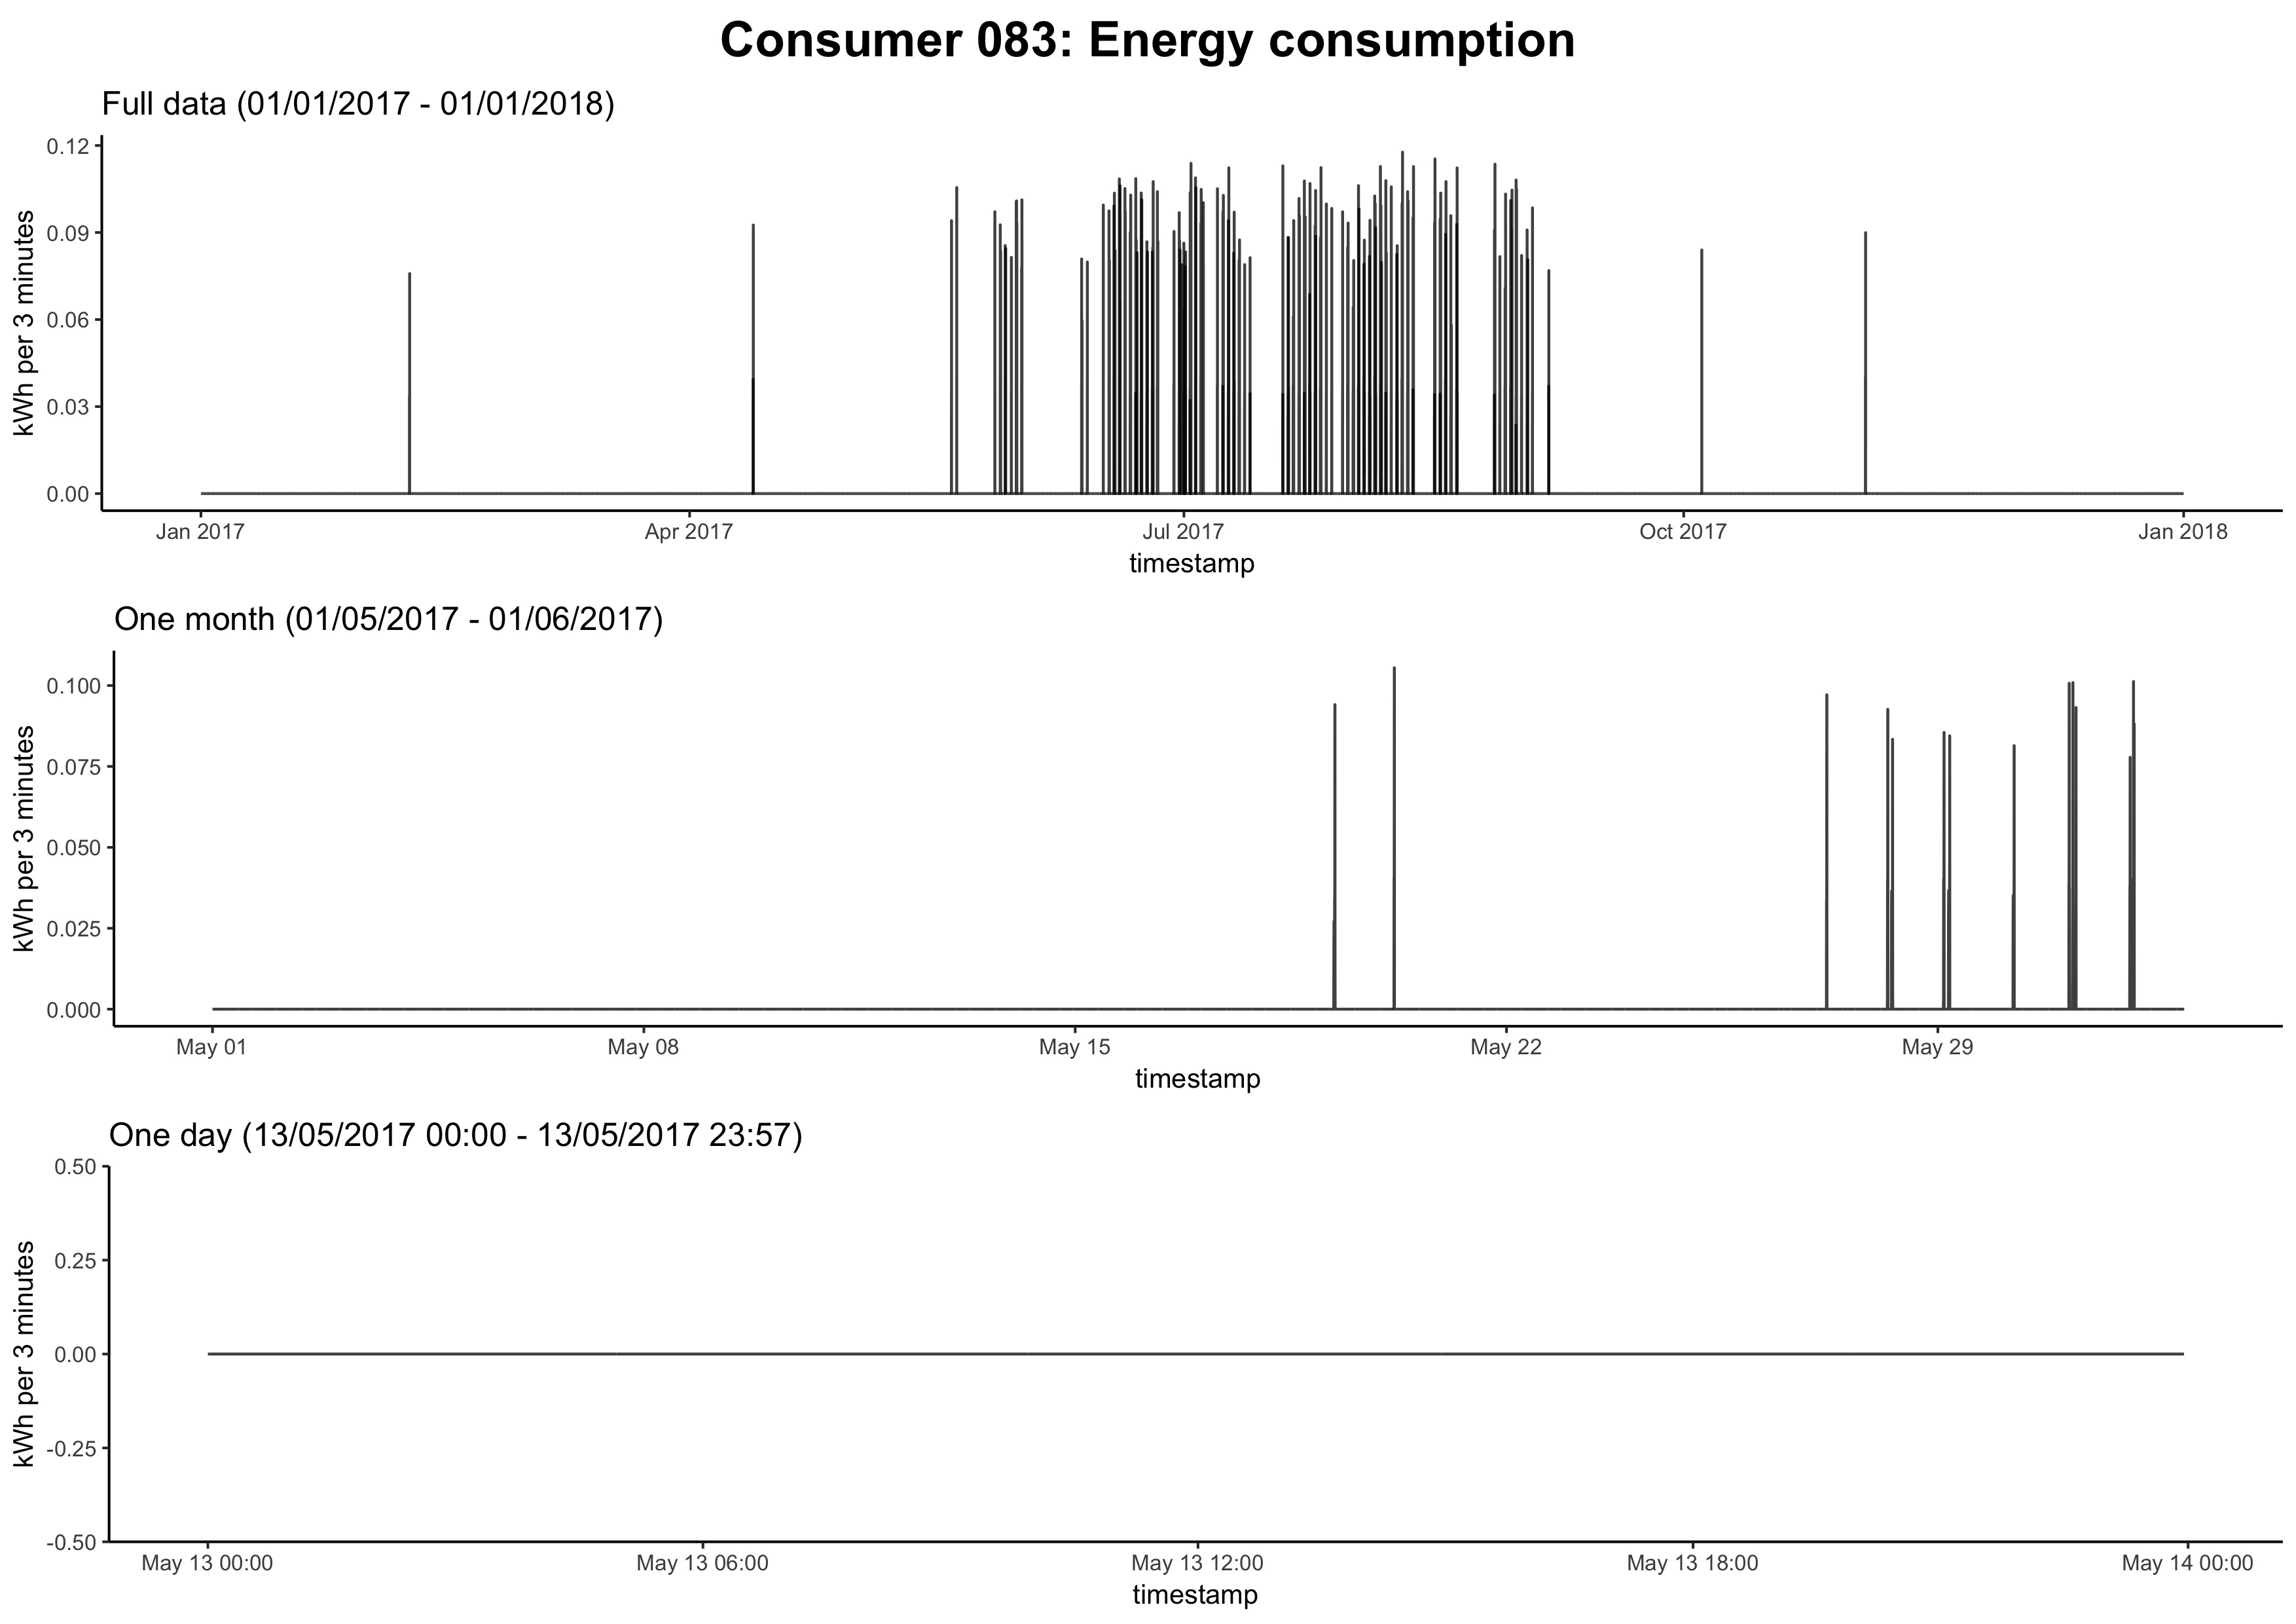 Consumer 083: Energy consumption
Full data (01/01/2017 - 01/01/2018)
kWh per 3 minutes
0.12
0.09
0.06
0.03
0.00
Jan 2017 Apr 2017 Jul 2017 Oct 2017 Jan 2018
timestamp
One month (01/05/2017 - 01/06/2017)
kWh per 3 minutes
0.100
0.075
0.050
0.025
0.000
May 01 May 08 May 15 May 22 May 29
timestamp
One day (13/05/2017 00:00 - 13/05/2017 23:57)
kWh per 3 minutes
0.50
0.25
0.00
-0.25
-0.50
May 13 00:00 May 13 06:00 May 13 12:00 May 13 18:00 May 14 00:00
timestamp